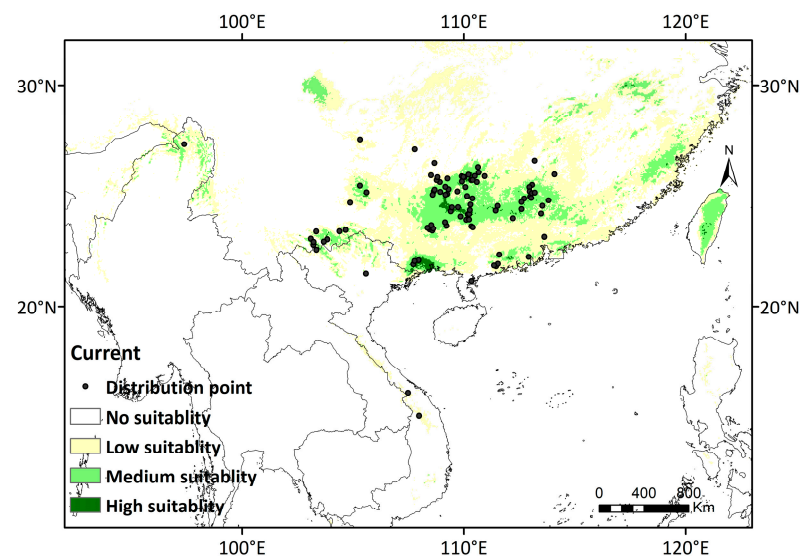 100°E 110°E 120°E
30°N 30°N
N
20°N 20°N
Current
Distribution point
No suitablity
Low suitablity
Medium suitablity
High suitablity
0 400 800
Km
100°E 110°E 120°E